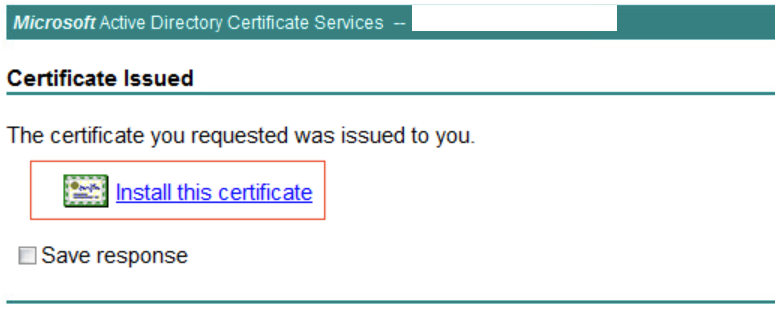 Microsoft Active Directory Certificate Services --
Certificate Issued
The certificate you requested was issued to you.
Install this certificate
Save response